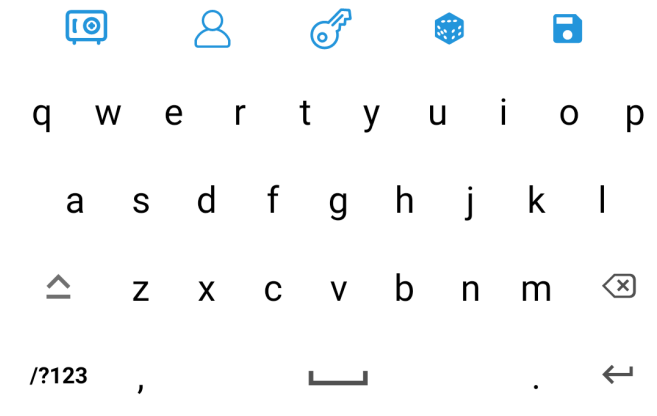 q w e r t y u i o p
a s d f g h j k l
z x c v b n m
/?123 , .